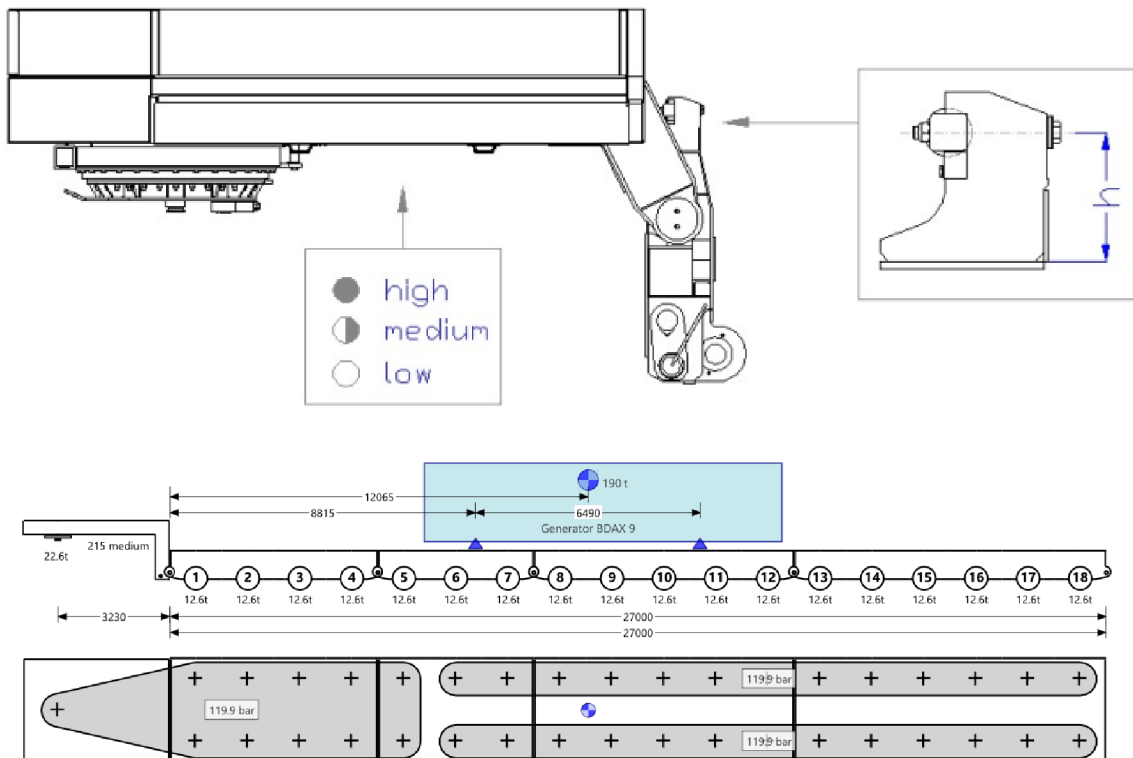 h
high
medium
low
190 t
12065
8815
6490
Generator BDAX 9
215 medium
22.6t
1 2 3 4 5 6 7 8 9 10 11 12 13 14 15 16 17 18
12.6t 12.6t 12.6t 12.6t 12.6t 12.6t 12.6t 12.6t 12.6t 12.6t 12.6t 12.6t 12.6t 12.6t 12.6t 12.6t 12.6t 12.6t
3230
27000
27000
119.9 bar
119.9 bar
119.9 bar